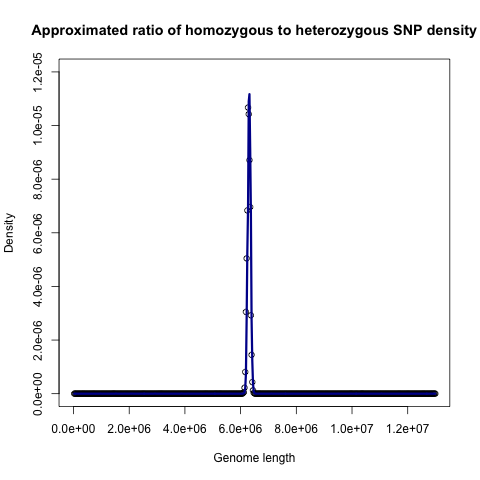 Approximated ratio of homozygous to heterozygous SNP density
1.2e-05
1.0e-05
8.0e-06
6.0e-06
4.0e-06
2.0e-06
0.0e+00
Density
0.0e+00 2.0e+06 4.0e+06 6.0e+06 8.0e+06 1.0e+07 1.2e+07
Genome length